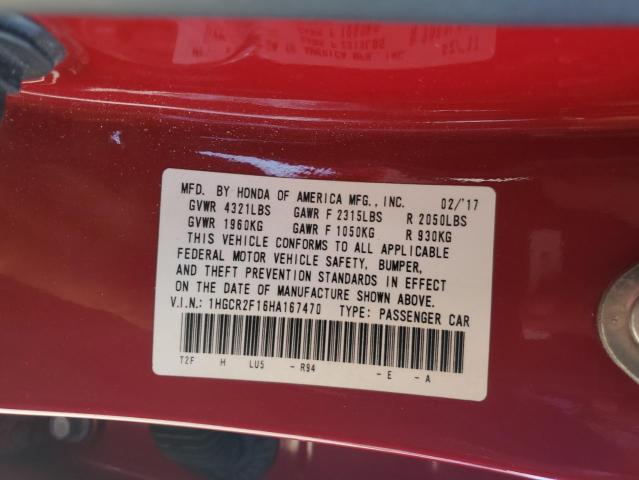 MFD. BY HONDA OF AMERICA MFG., INC. 02/'17
GVWR 4321LBS GAWR F 2315LBS R 2050LBS
GVWR 1960KG GAWR F 1050KG R 930KG
THIS VEHICLE CONFORMS TO ALL APPLICABLE
FEDERAL MOTOR VEHICLE SAFETY, BUMPER,
AND THEFT PREVENTION STANDARDS IN EFFECT
ON THE DATE OF MANUFACTURE SHOWN ABOVE.
V.I.N.: 1HGCR2F16HA167470 TYPE: PASSENGER CAR
T2F H LU5 - R94 - E - A